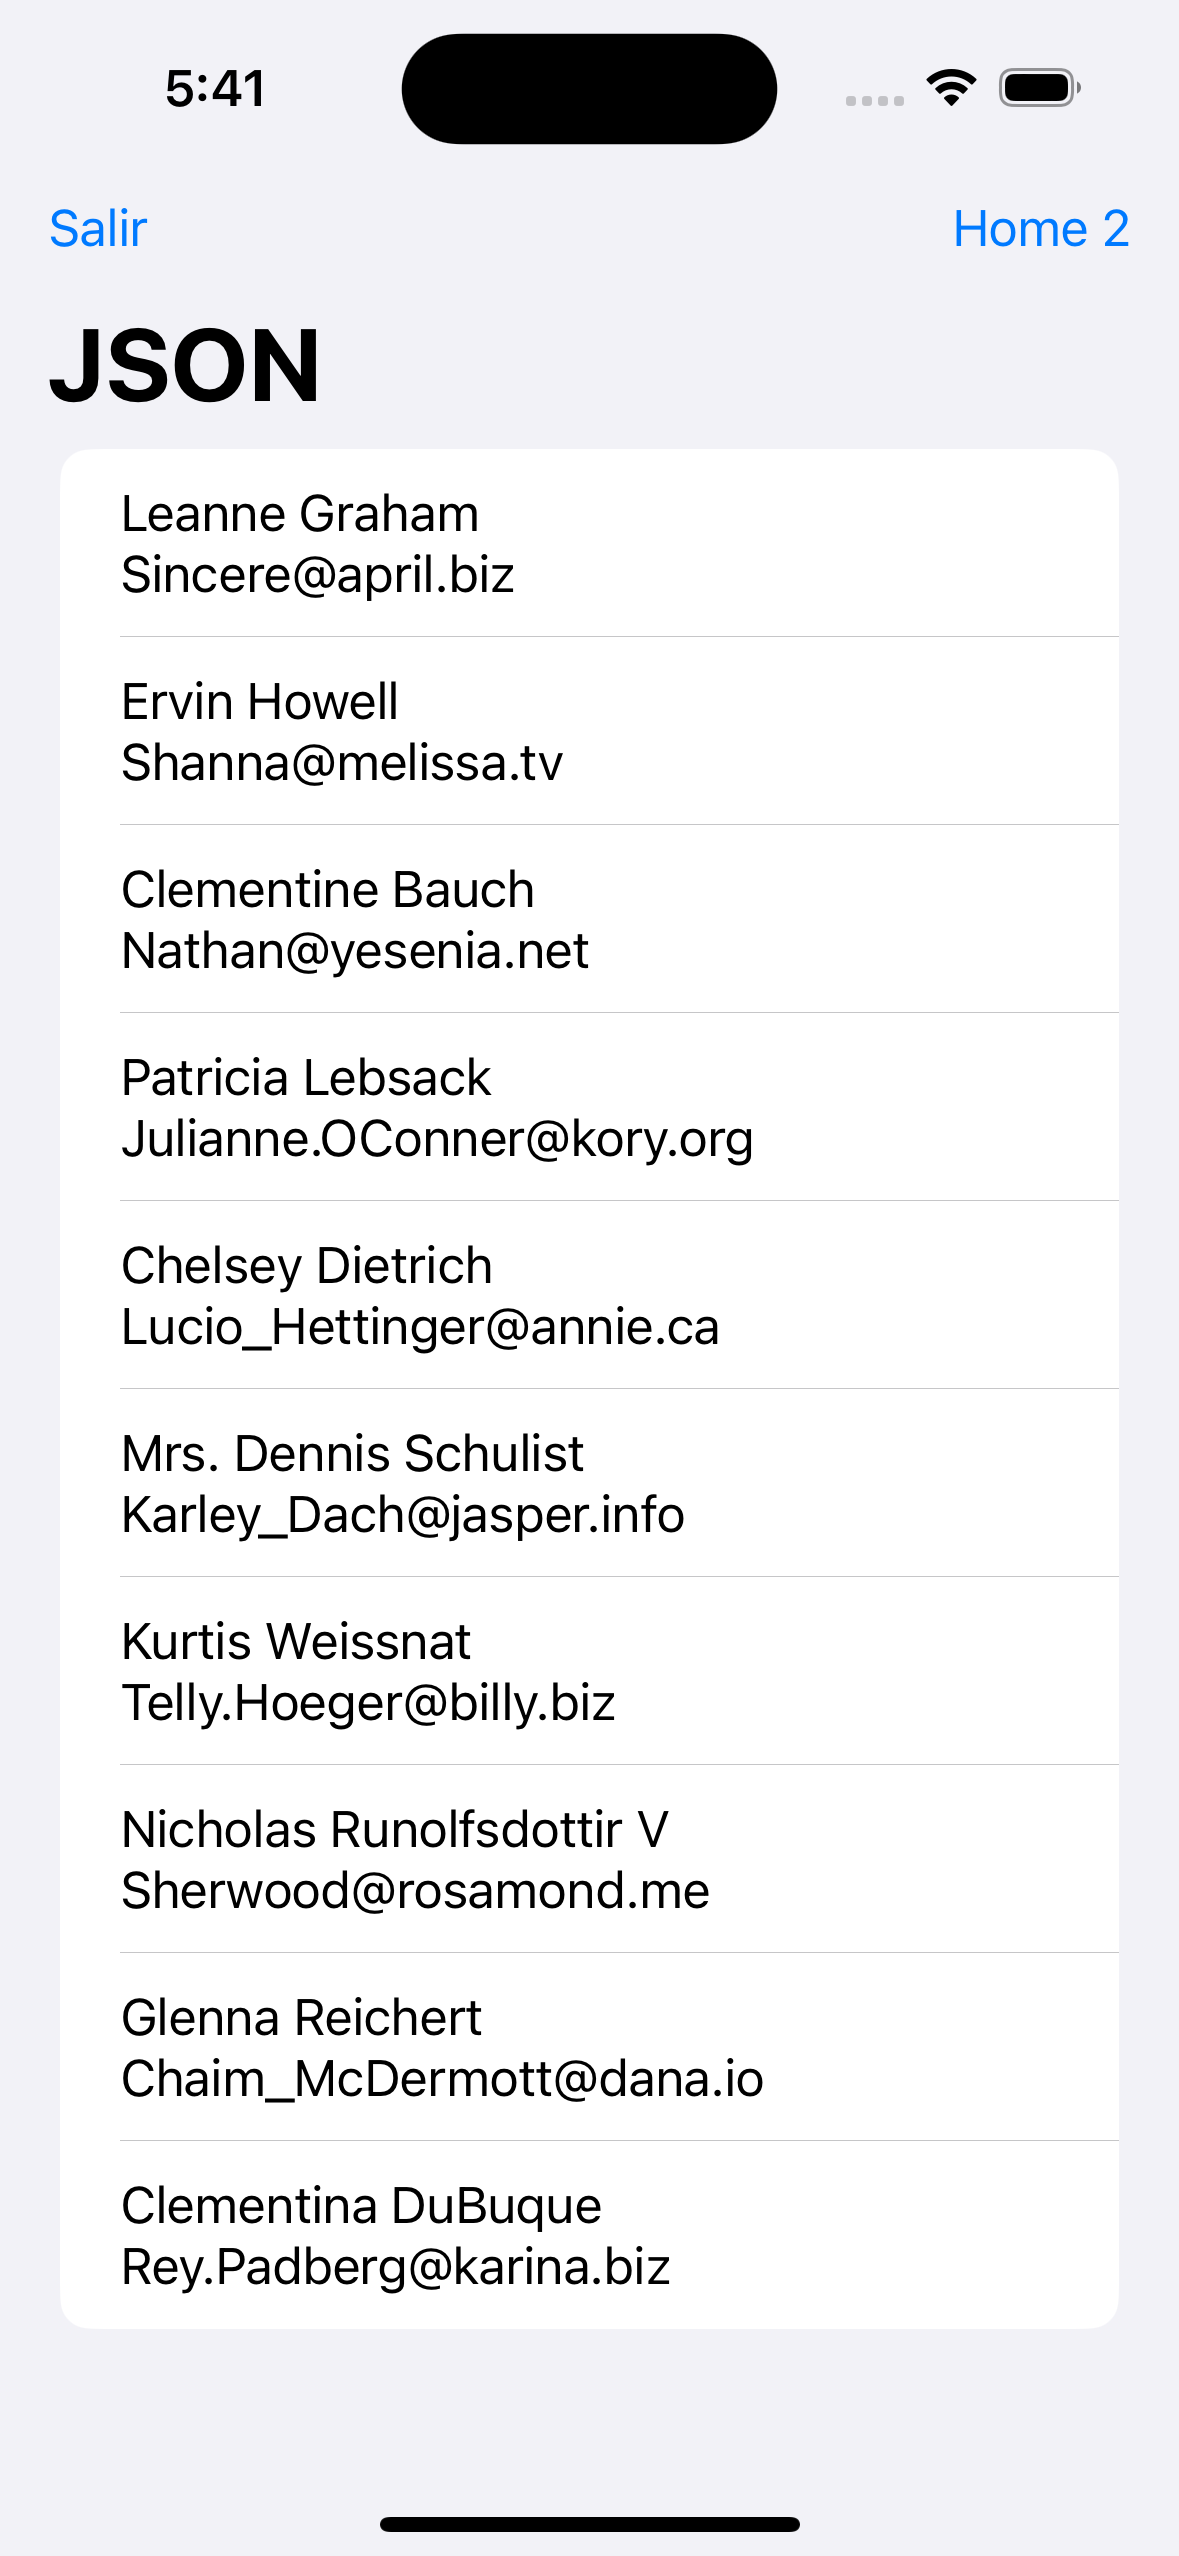 5:41
Salir
Home 2
JSON
Leanne Graham
Sincere@april.biz
Ervin Howell
Shanna@melissa.tv
Clementine Bauch
Nathan@yesenia.net
Patricia Lebsack
Julianne.OConner@kory.org
Chelsey Dietrich
Lucio_Hettinger@annie.ca
Mrs. Dennis Schulist
Karley_Dach@jasper.info
Kurtis Weissnat
Telly.Hoeger@billy.biz
Nicholas Runolfsdottir V
Sherwood@rosamond.me
Glenna Reichert
Chaim_McDermott@dana.io
Clementina DuBuque
Rey.Padberg@karina.biz